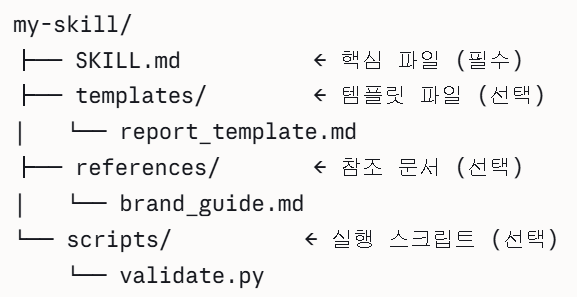 my-skill/
├── SKILL.md            ← 핵심 파일 (필수)
├── templates/          ← 템플릿 파일 (선택)
│   └── report_template.md
├── references/         ← 참조 문서 (선택)
│   └── brand_guide.md
└── scripts/            ← 실행 스크립트 (선택)
    └── validate.py